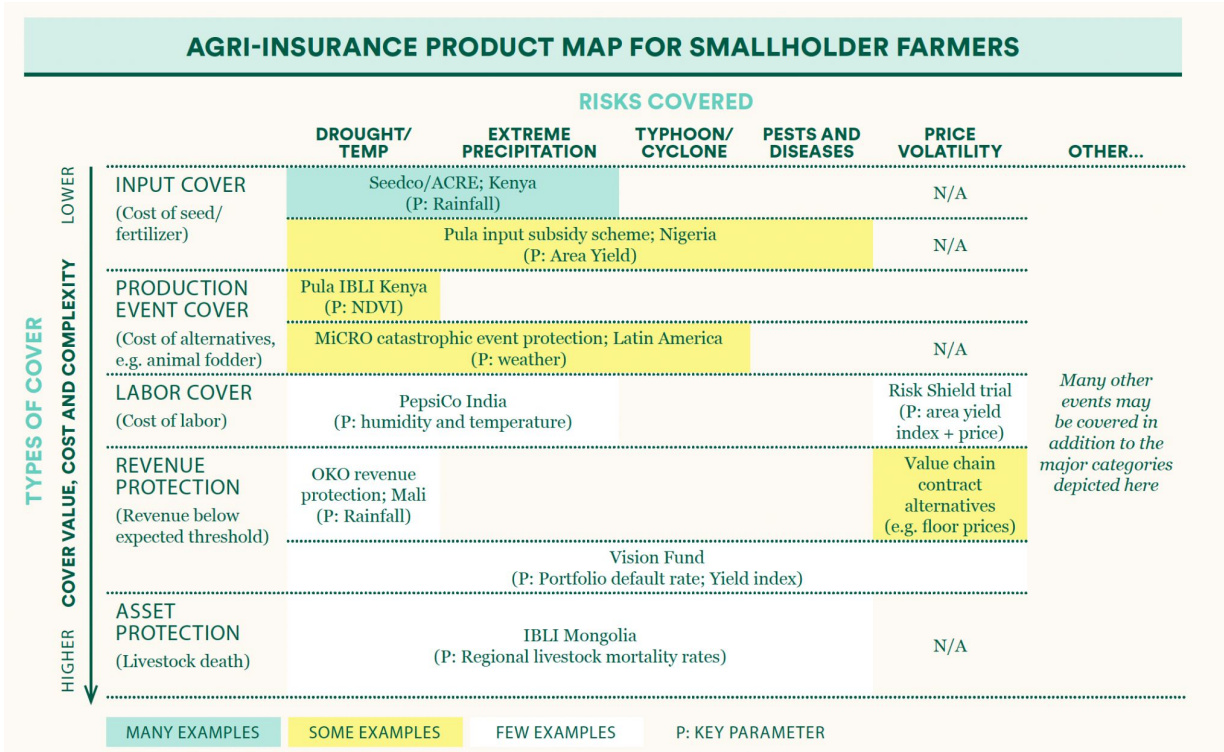 AGRI-INSURANCE PRODUCT MAP FOR SMALLHOLDER FARMERS
RISKS COVERED
DROUGHT/
TEMP
EXTREME
PRECIPITATION
TYPHOON/
CYCLONE
PESTS AND
DISEASES
PRICE
VOLATILITY
OTHER...
TYPES OF COVER
COVER VALUE, COST AND COMPLEXITY
LOWER
HIGHER
INPUT COVER
(Cost of seed/
fertilizer)
Seedco/ACRE; Kenya
(P: Rainfall)
N/A
Pula input subsidy scheme; Nigeria
(P: Area Yield)
N/A
PRODUCTION
EVENT COVER
(Cost of alternatives,
e.g. animal fodder)
Pula IBLI Kenya
(P: NDVI)
MiCRO catastrophic event protection; Latin America
(P: weather)
N/A
LABOR COVER
(Cost of labor)
PepsiCo India
(P: humidity and temperature)
Risk Shield trial
(P: area yield
index + price)
Many other
events may
be covered in
addition to the
major categories
depicted here
REVENUE
PROTECTION
(Revenue below
expected threshold)
OKO revenue
protection; Mali
(P: Rainfall)
Value chain
contract
alternatives
(e.g. floor prices)
Vision Fund
(P: Portfolio default rate; Yield index)
ASSET
PROTECTION
(Livestock death)
IBLI Mongolia
(P: Regional livestock mortality rates)
N/A
MANY EXAMPLES
SOME EXAMPLES
FEW EXAMPLES
P: KEY PARAMETER